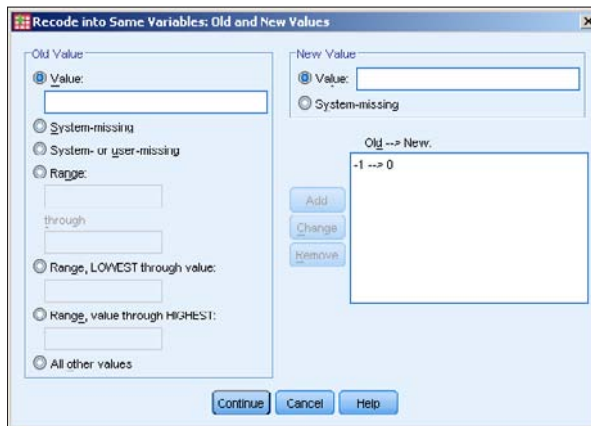 Recode into Same Variables: Old and New Values
Old Value
Value:
System-missing
System- or user-missing
Range:
through
Range, LOWEST through value:
Range, value through HIGHEST:
All other values
New Value
Value:
System-missing
Old --> New.
-1 --> 0
Add
Change
Remove
Continue
Cancel
Help